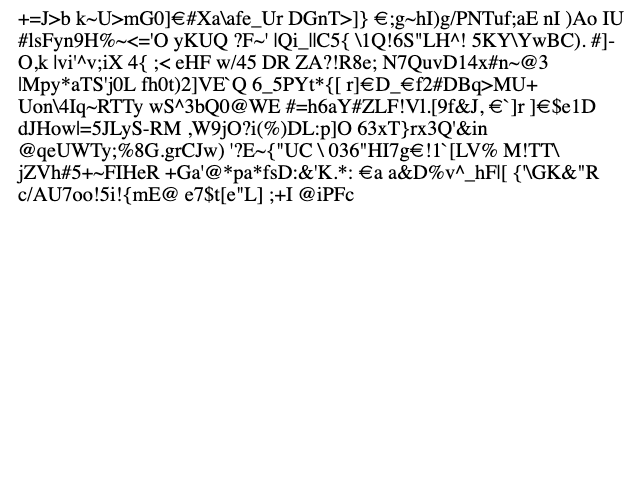 +=J>b k~U>mG0]€#Xa\afe_Ur DGnT>]} €;g~hI)g/PNTuf;aE nI )Ao IU
#lsFyn9H%~<='O yKUQ ?F~' |Qi_||C5{ \1Q!6S"LH^! 5KY\YwBC). #]-
O,k |vi'^v;iX 4{ ;< eHF w/45 DR ZA?!R8e; N7QuvD14x#n~@3
|Mpy*aTS'j0L fh0t)2]VE`Q 6_5PYt*{[ r]€D_€f2#DBq>MU+
Uon\4Iq~RTTy wS^3bQ0@WE #=h6aY#ZLF!Vl.[9f&J, €`]r ]€$e1D
dJHow|=5JLyS-RM ,W9jO?i(%)DL:p]O 63xT}rx3Q'&in
@qeUWTy;%8G.grCJw) '?E~{"UC \ 036"HI7g€!1`[LV% M!TT\
jZVh#5+~FIHeR +Ga'@*pa*fsD:&'K.*: €a a&D%v^_hF|[ {'\GK&"R
c/AU7oo!5i!{mE@ e7$t[e"L] ;+I @iPFc